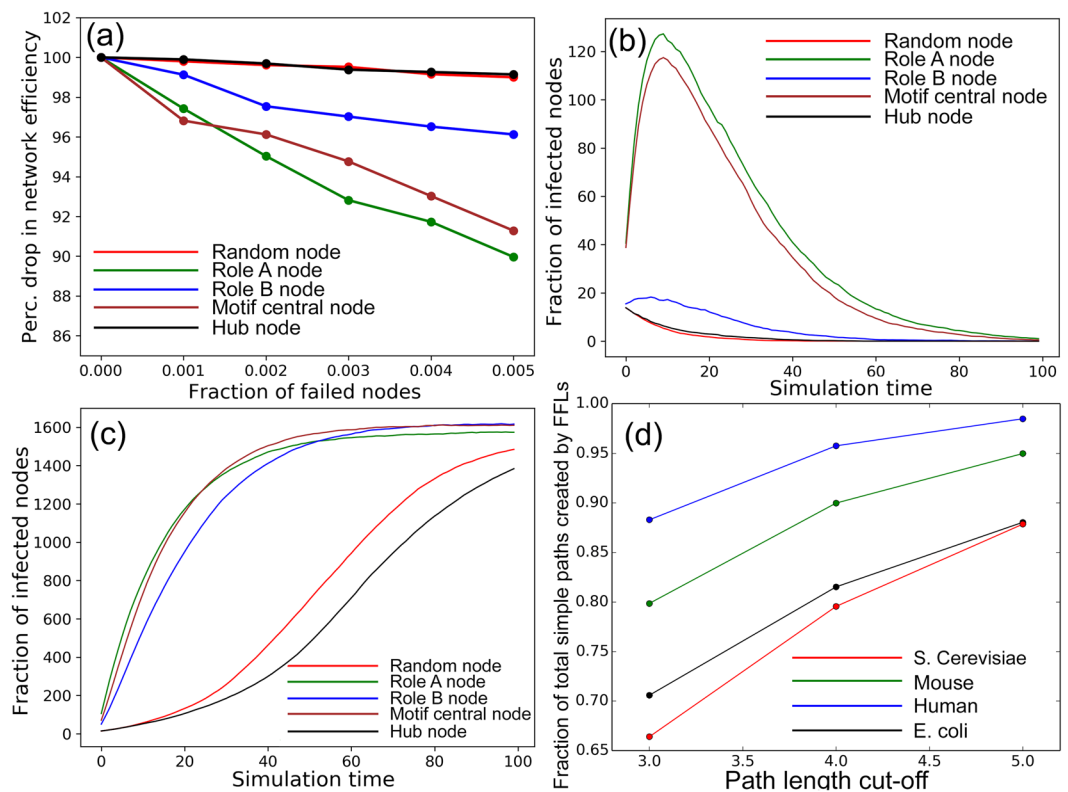 (a)
Perc. drop in network efficiency
102
100
98
96
94
92
90
88
86
Random node
Role A node
Role B node
Motif central node
Hub node
0.000 0.001 0.002 0.003 0.004 0.005
Fraction of failed nodes
(b)
Fraction of infected nodes
120
100
80
60
40
20
0
Random node
Role A node
Role B node
Motif central node
Hub node
0 20 40 60 80 100
Simulation time
(c)
Fraction of infected nodes
1600
1400
1200
1000
800
600
400
200
0
Random node
Role A node
Role B node
Motif central node
Hub node
0 20 40 60 80 100
Simulation time
(d)
Fraction of total simple paths created by FFLs
1.00
0.95
0.90
0.85
0.80
0.75
0.70
0.65
S. Cerevisiae
Mouse
Human
E. coli
3.0 3.5 4.0 4.5 5.0
Path length cut-off